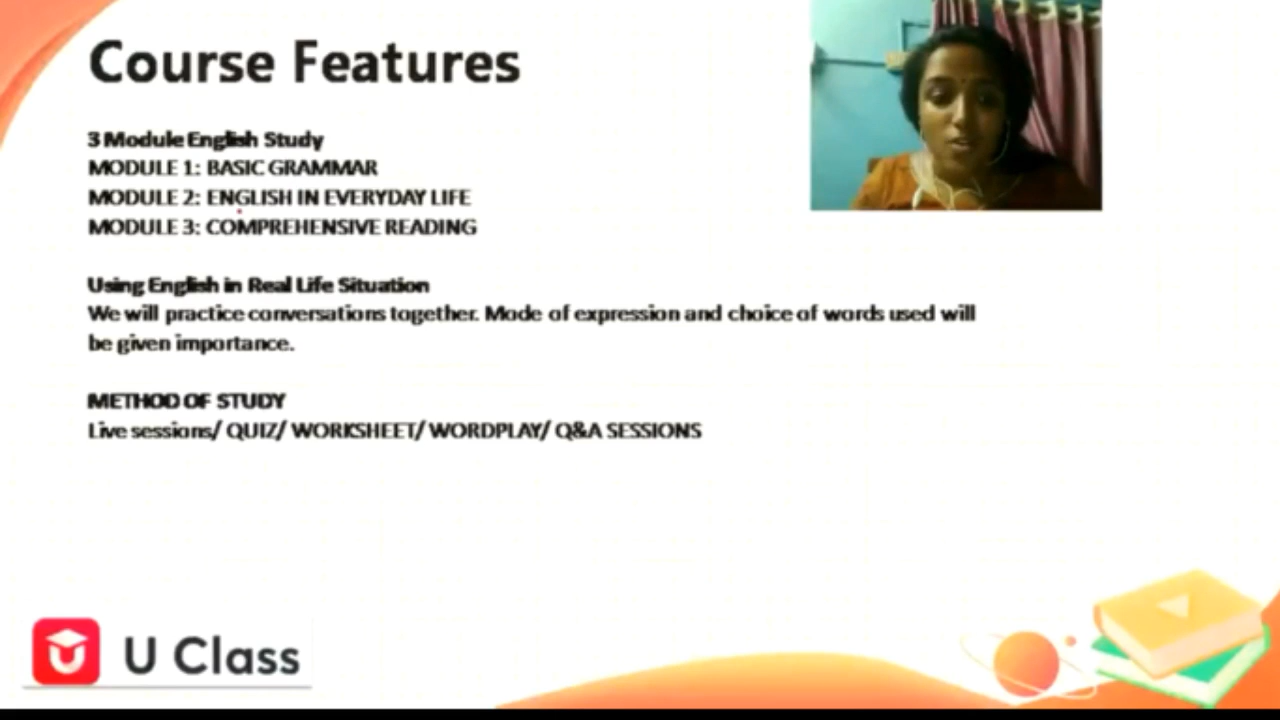 Course Features
3 Module English Study
MODULE 1: BASIC GRAMMAR
MODULE 2: ENGLISH IN EVERYDAY LIFE
MODULE 3: COMPREHENSIVE READING
Using English in Real Life Situation
We will practice conversations together. Mode of expression and choice of words used will
be given importance.
METHOD OF STUDY
Live sessions/ QUIZ/ WORKSHEET/ WORDPLAY/ Q&A SESSIONS
U Class